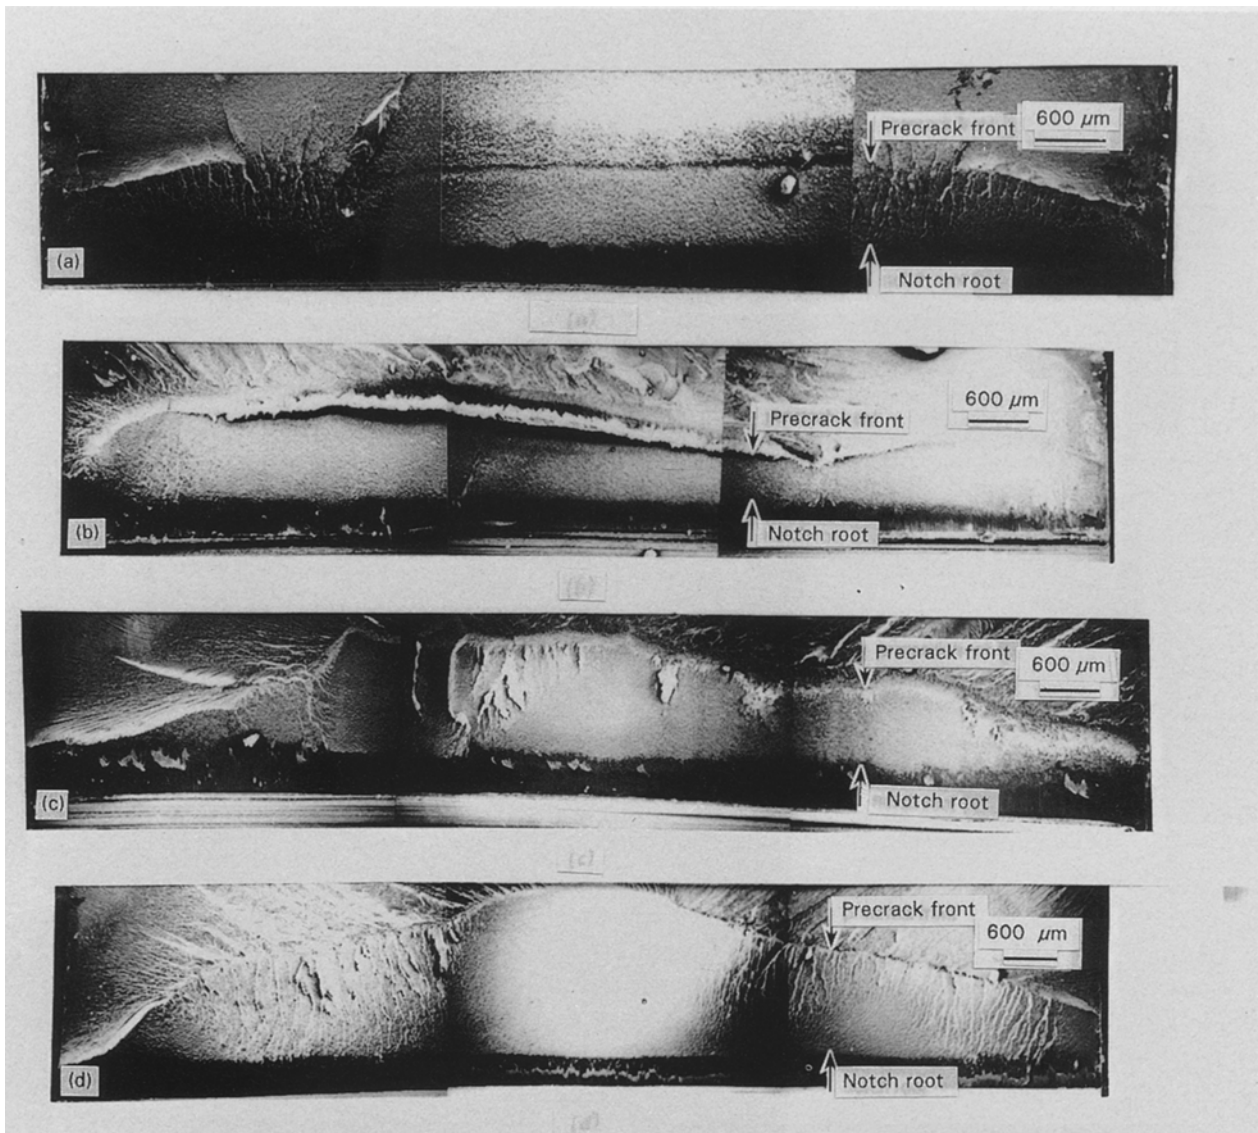 Precrack front
600 µm
(a)
Notch root
(a)
600 µm
Precrack front
(b)
Notch root
(b)
Precrack front
600 µm
(c)
Notch root
(c)
Precrack front
600 µm
(d)
Notch root
(d)